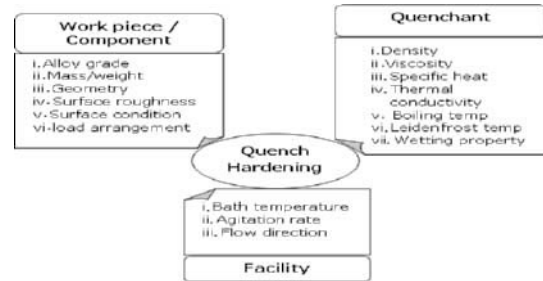 Work piece /
Component
i. Alloy grade
ii. Mass/weight
iii. Geometry
iv. Surface roughness
v. Surface condition
vi-load arrangement
Quenchant
i. Density
ii. Viscosity
iii. Specific heat
iv. Thermal
conductivity
v. Boiling temp
vi. Leidenfrost temp
vii. Wetting property
Quench
Hardening
i. Bath temperature
ii. Agitation rate
iii. Flow direction
Facility